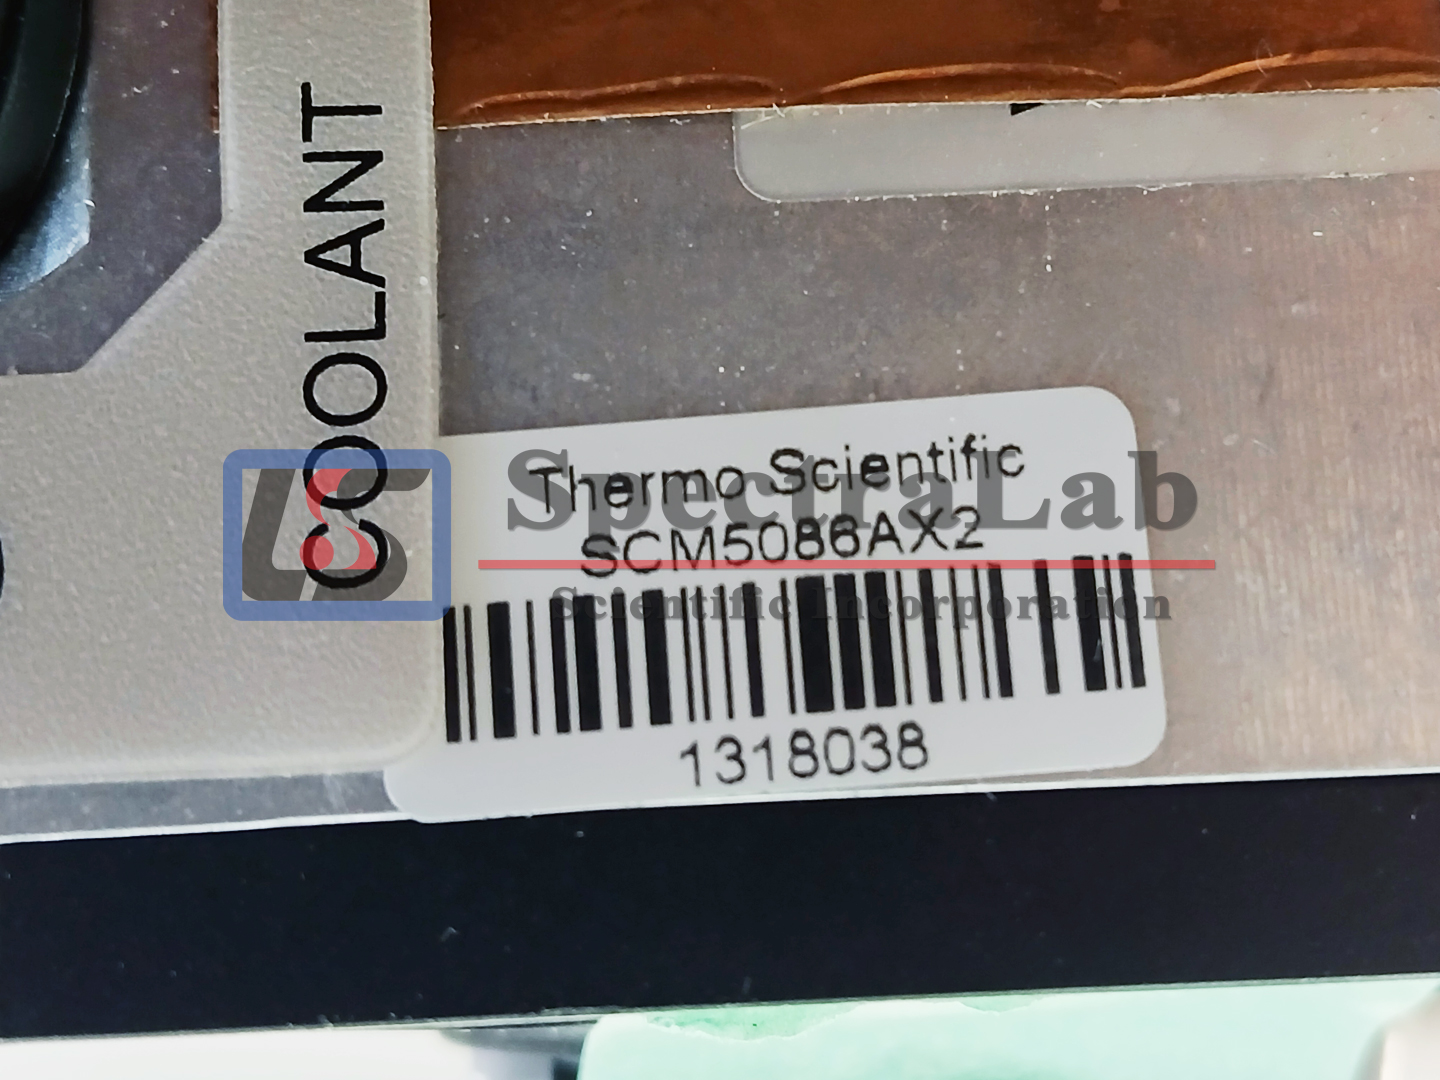 COOLANT
Thermo Scientific
SCM5086AX2
1318038
SpectraLab
Scientific Incorporation